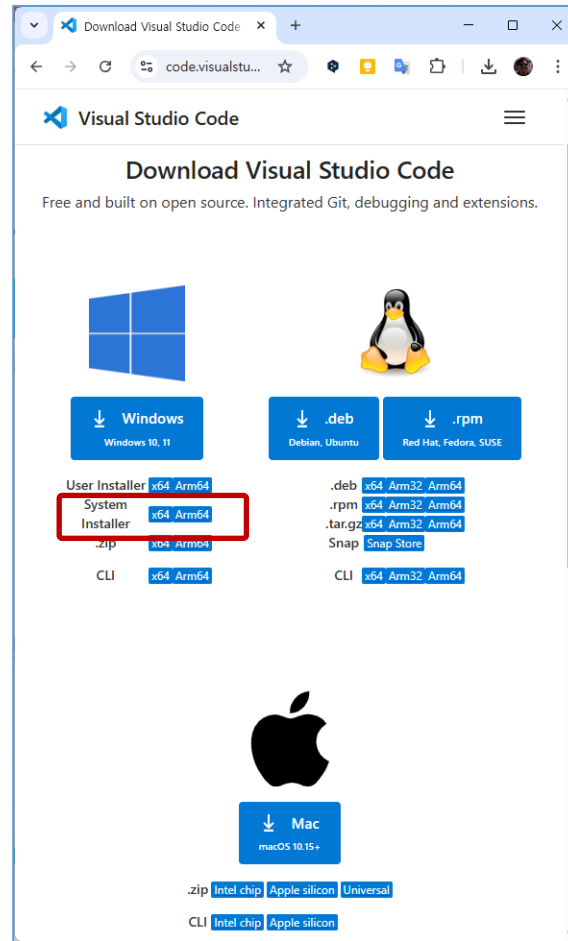 Download Visual Studio Code
code.visualstu...
Visual Studio Code
Download Visual Studio Code
Free and built on open source. Integrated Git, debugging and extensions.
Windows
Windows 10, 11
.deb
Debian, Ubuntu
.rpm
Red Hat, Fedora, SUSE
User Installer x64 Arm64
System Installer x64 Arm64
.zip x64 Arm64
CLI x64 Arm64
.deb x64 Arm32 Arm64
.rpm x64 Arm32 Arm64
.tar.gz x64 Arm32 Arm64
Snap Snap Store
CLI x64 Arm32 Arm64
Mac
macOS 10.15+
.zip Intel chip Apple silicon Universal
CLI Intel chip Apple silicon